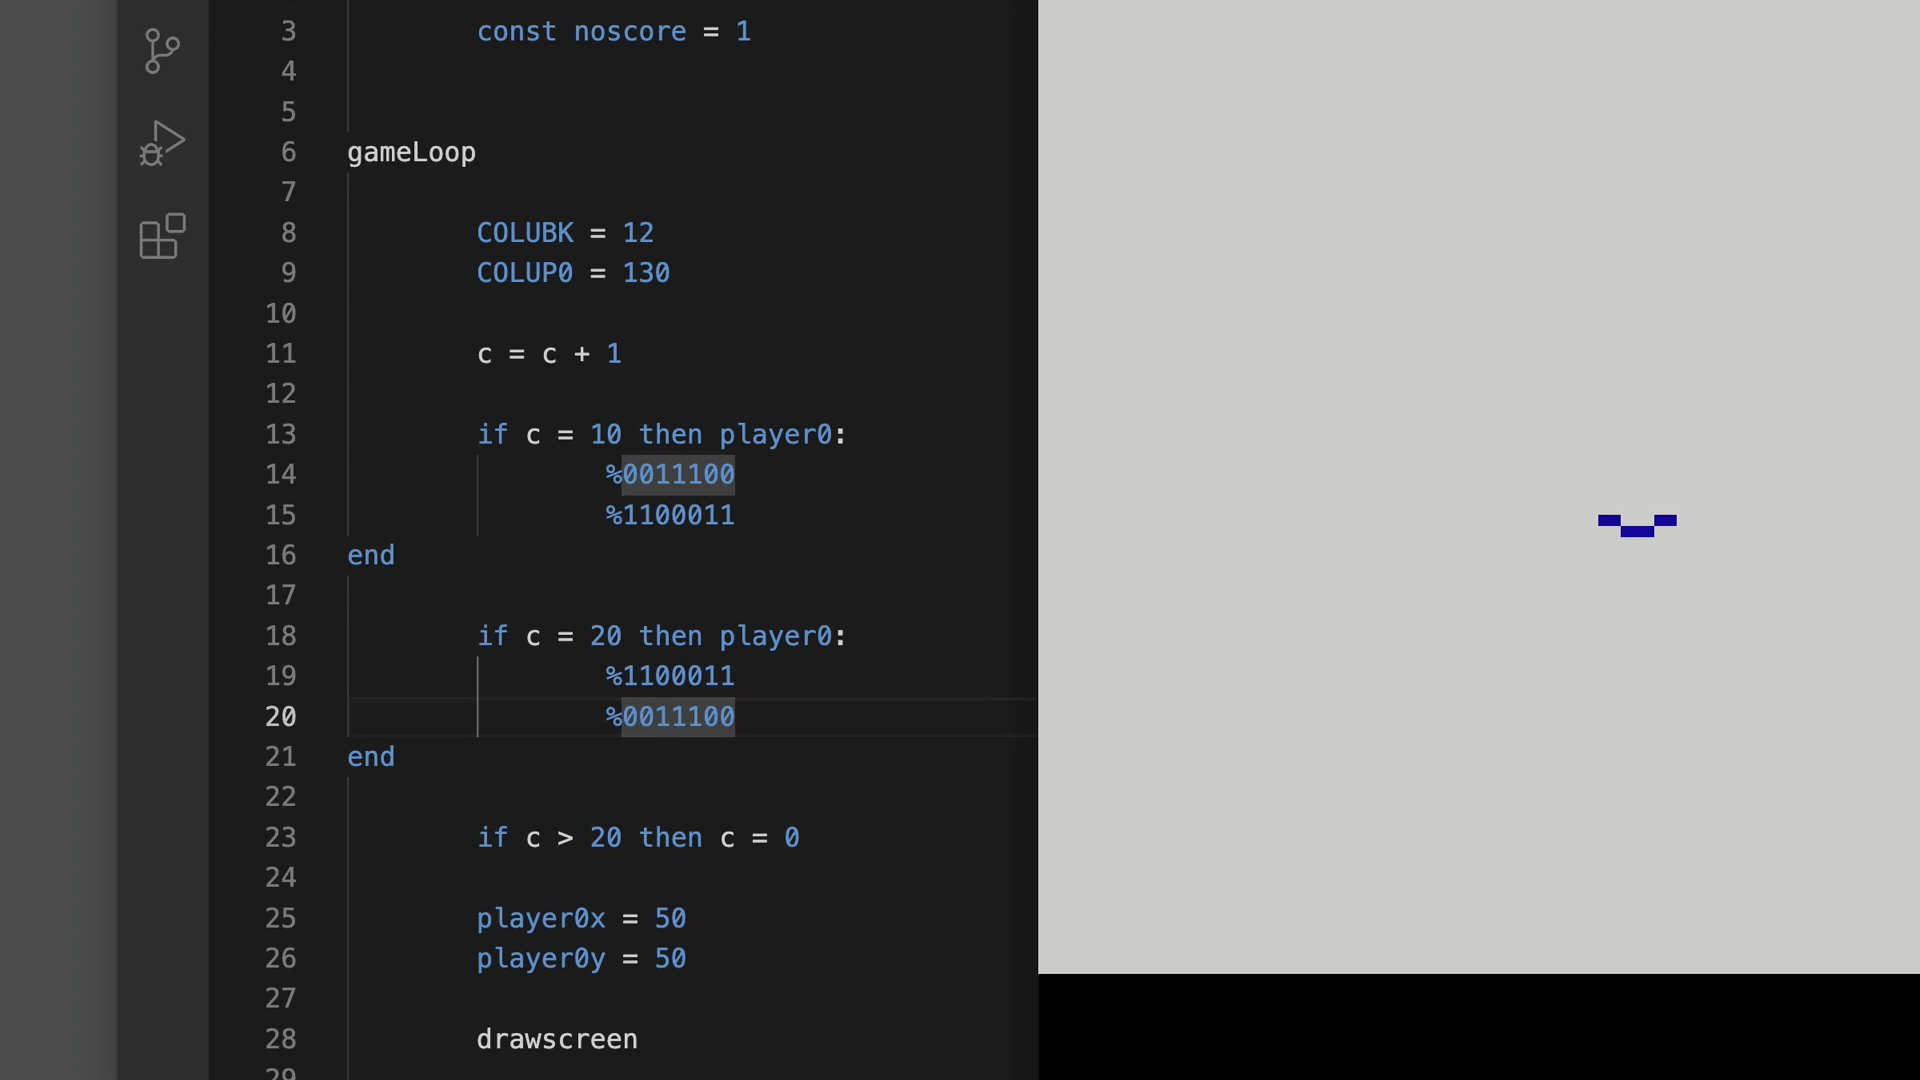 3 const noscore = 1
4
5
6 gameLoop
7
8 COLUBK = 12
9 COLUP0 = 130
10
11 c = c + 1
12
13 if c = 10 then player0:
14 %0011100
15 %1100011
16 end
17
18 if c = 20 then player0:
19 %1100011
20 %0011100
21 end
22
23 if c > 20 then c = 0
24
25 player0x = 50
26 player0y = 50
27
28 drawscreen
29